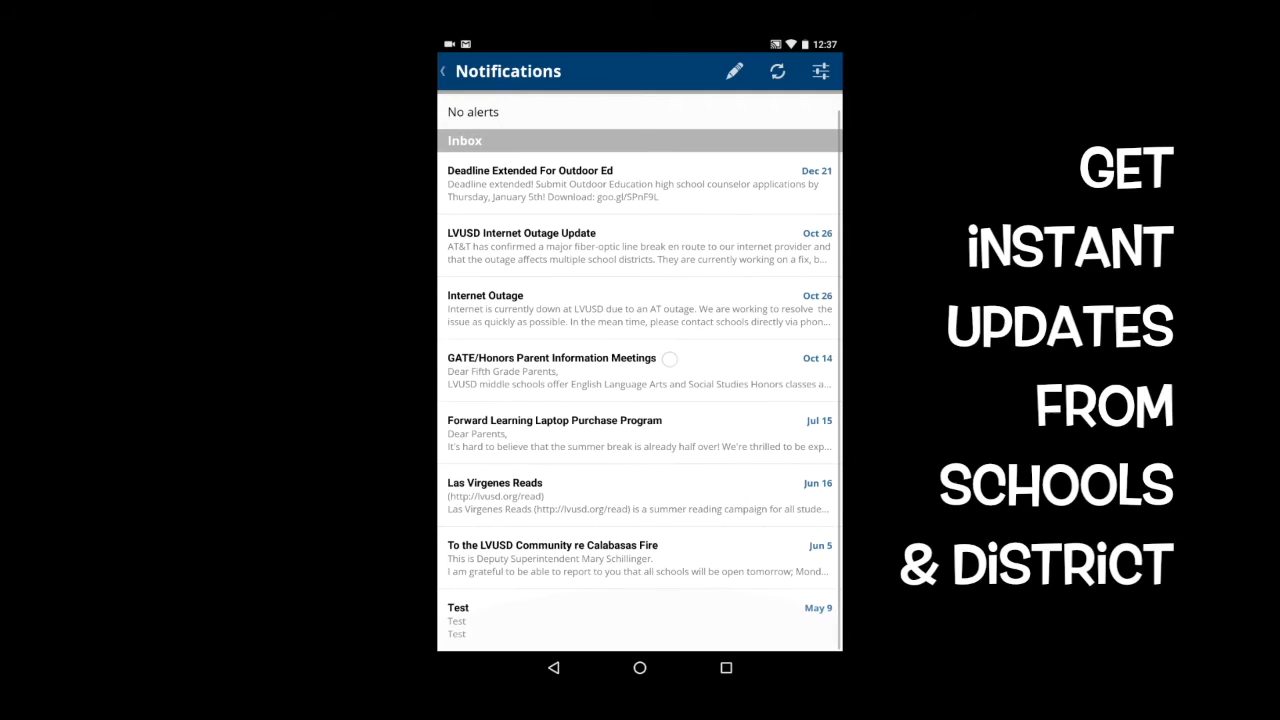 12:37
Notifications
No alerts
Inbox
Deadline Extended For Outdoor Ed Dec 21
Deadline extended! Submit Outdoor Education high school counselor applications by
Thursday, January 5th! Download: goo.gl/SPnF9L
LVUSD Internet Outage Update Oct 26
AT&T has confirmed a major fiber-optic line break en route to our internet provider and
that the outage affects multiple school districts. They are currently working on a fix, b...
Internet Outage Oct 26
Internet is currently down at LVUSD due to an AT outage. We are working to resolve the
issue as quickly as possible. In the mean time, please contact schools directly via phon...
GATE/Honors Parent Information Meetings Oct 14
Dear Fifth Grade Parents,
LVUSD middle schools offer English Language Arts and Social Studies Honors classes a...
Forward Learning Laptop Purchase Program Jul 15
Dear Parents,
It's hard to believe that the summer break is already half over! We're thrilled to be exp...
Las Virgenes Reads Jun 16
(http://lvusd.org/read)
Las Virgenes Reads (http://lvusd.org/read) is a summer reading campaign for all stude...
To the LVUSD Community re Calabasas Fire Jun 5
This is Deputy Superintendent Mary Schillinger.
I am grateful to be able to report to you that all schools will be open tomorrow; Mond...
Test May 9
Test
Test
GET
INSTANT
UPDATES
FROM
SCHOOLS
& DISTRICT